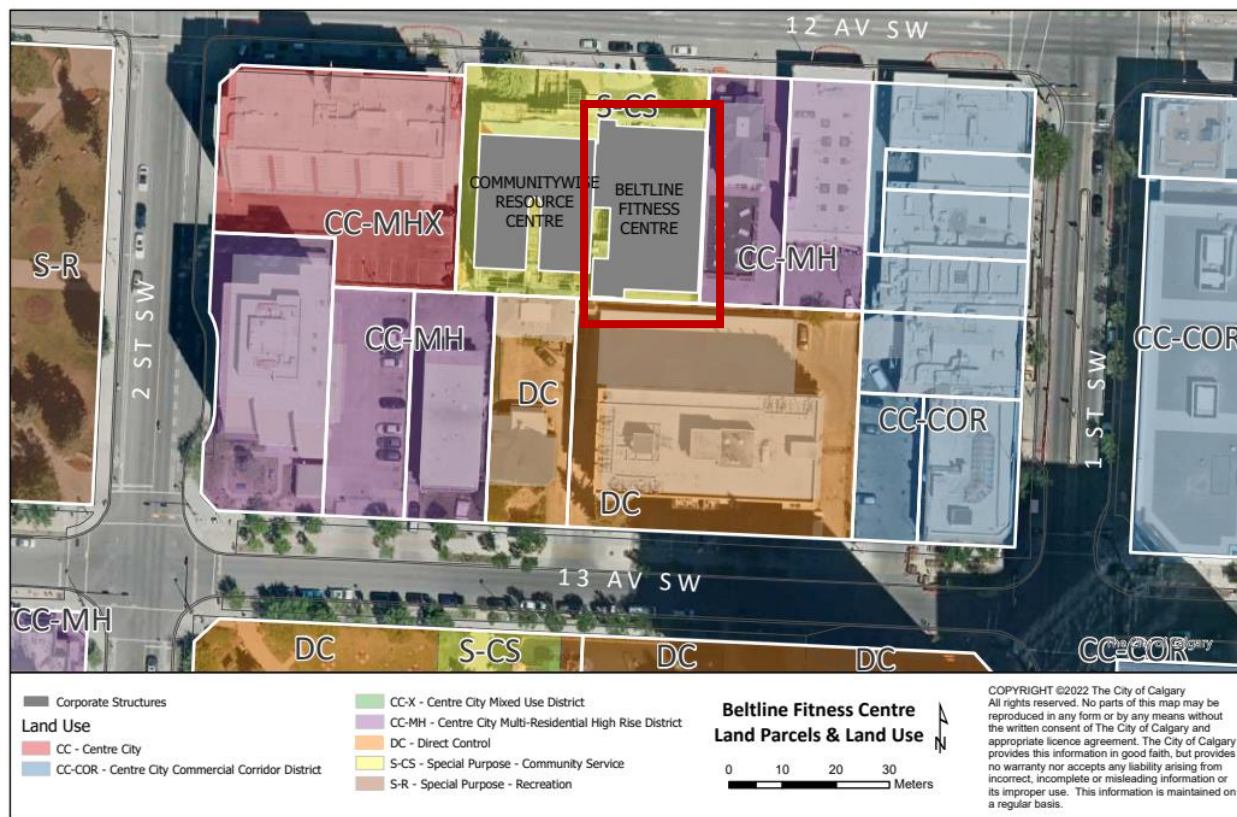 12 AV SW
S-CS
COMMUNITYWISE
RESOURCE
CENTRE
BELTLINE
FITNESS
CENTRE
CC-MHX
CC-MH
S-R
2 ST SW
CC-MH
DC
CC-COR
CC-COR
1 ST SW
DC
13 AV SW
CC-MH
DC
S-CS
DC
DC
CC-COR
The City of Calgary
Corporate Structures
Land Use
CC - Centre City
CC-COR - Centre City Commercial Corridor District
CC-X - Centre City Mixed Use District
CC-MH - Centre City Multi-Residential High Rise District
DC - Direct Control
S-CS - Special Purpose - Community Service
S-R - Special Purpose - Recreation
Beltline Fitness Centre
Land Parcels & Land Use
N
0 10 20 30
Meters
COPYRIGHT ©2022 The City of Calgary
All rights reserved. No parts of this map may be
reproduced in any form or by any means without
the written consent of The City of Calgary and
appropriate licence agreement. The City of Calgary
provides this information in good faith, but provides
no warranty nor accepts any liability arising from
incorrect, incomplete or misleading information or
its improper use. This information is maintained on
a regular basis.